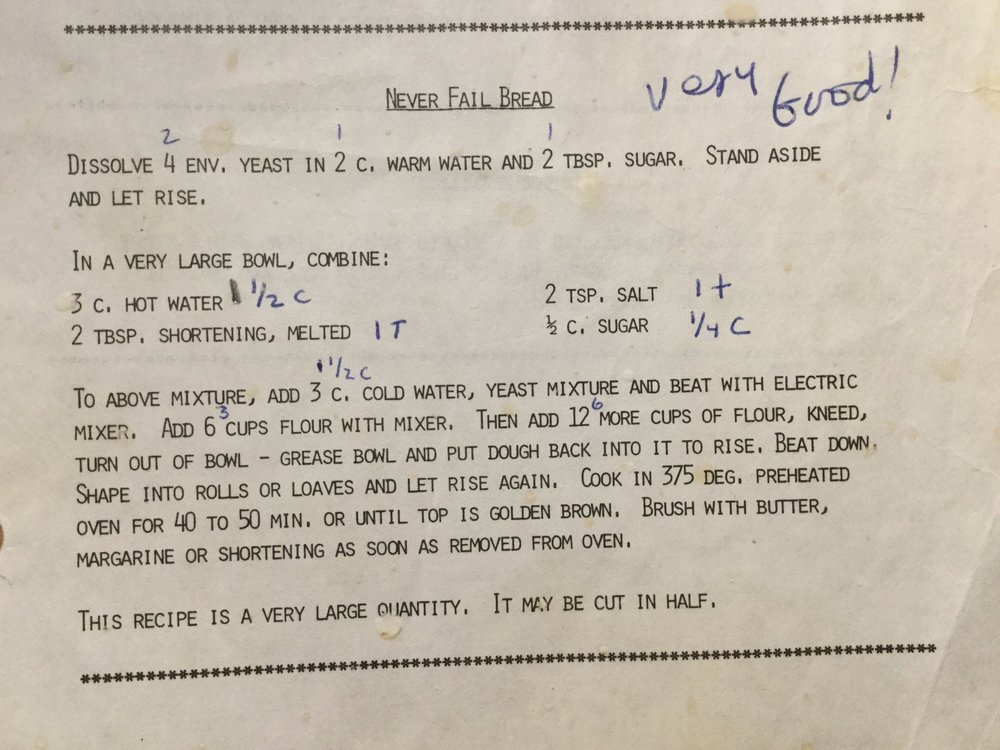 ***********************************************************************************
NEVER FAIL BREAD
very Good!
2 1 1
DISSOLVE 4 ENV. YEAST IN 2 C. WARM WATER AND 2 TBSP. SUGAR. STAND ASIDE
AND LET RISE.
IN A VERY LARGE BOWL, COMBINE:
3 C. HOT WATER 1 1/2 C 2 TSP. SALT 1 t
2 TBSP. SHORTENING, MELTED 1 T ½ C. SUGAR 1/4 C
1 1/2 C
TO ABOVE MIXTURE, ADD 3 C. COLD WATER, YEAST MIXTURE AND BEAT WITH ELECTRIC
3 6
MIXER. ADD 6 CUPS FLOUR WITH MIXER. THEN ADD 12 MORE CUPS OF FLOUR, KNEED,
TURN OUT OF BOWL - GREASE BOWL AND PUT DOUGH BACK INTO IT TO RISE. BEAT DOWN.
SHAPE INTO ROLLS OR LOAVES AND LET RISE AGAIN. COOK IN 375 DEG. PREHEATED
OVEN FOR 40 TO 50 MIN. OR UNTIL TOP IS GOLDEN BROWN. BRUSH WITH BUTTER,
MARGARINE OR SHORTENING AS SOON AS REMOVED FROM OVEN.
THIS RECIPE IS A VERY LARGE QUANTITY. IT MAY BE CUT IN HALF.
***********************************************************************************